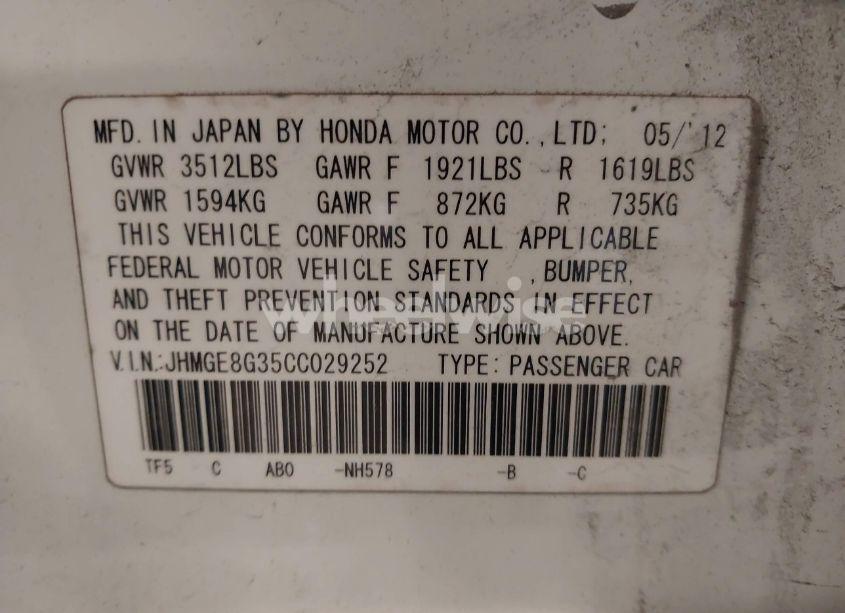 MFD. IN JAPAN BY HONDA MOTOR CO., LTD; 05/'12
GVWR 3512LBS GAWR F 1921LBS R 1619LBS
GVWR 1594KG GAWR F 872KG R 735KG
THIS VEHICLE CONFORMS TO ALL APPLICABLE
FEDERAL MOTOR VEHICLE SAFETY , BUMPER,
AND THEFT PREVENTION STANDARDS IN EFFECT
wheelwise
ON THE DATE OF MANUFACTURE SHOWN ABOVE.
V.I.N.:JHMGE8G35CC029252 TYPE: PASSENGER CAR
TF5 C AB0 -NH578 -B -C